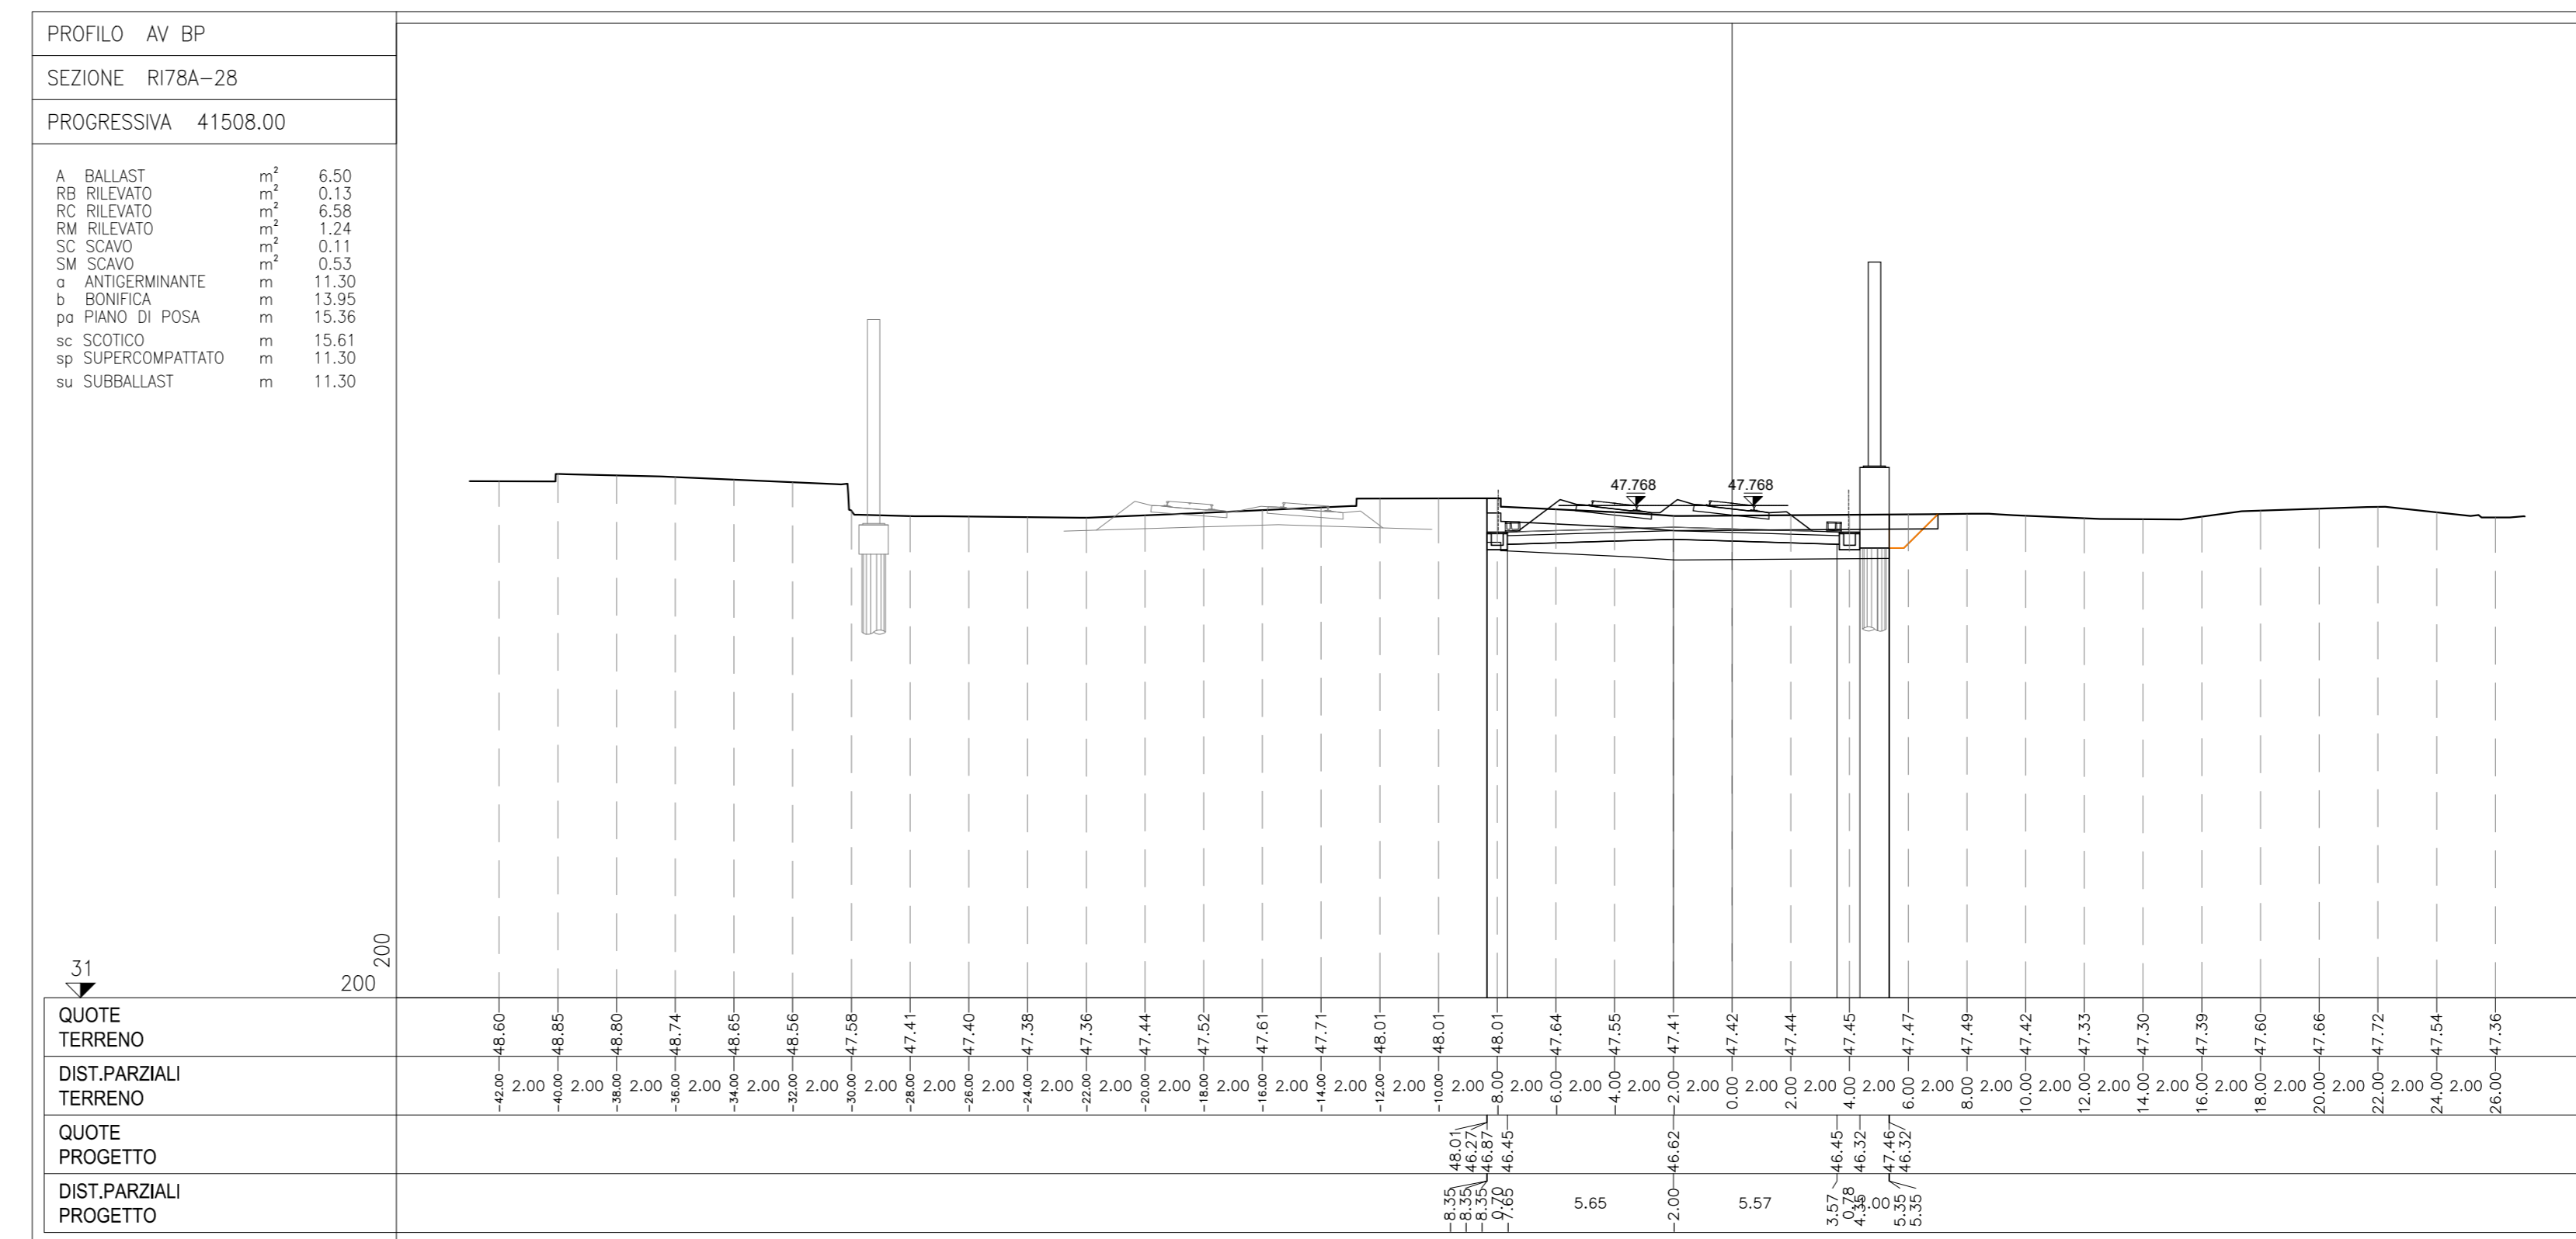 PROFILO AV BP
SEZIONE RI78A-28
PROGRESSIVA 41508.00
A BALLAST m² 6.50
RB RILEVATO m² 0.13
RC RILEVATO m² 6.58
RM RILEVATO m² 1.24
SC SCAVO m² 0.11
SM SCAVO m² 0.53
a ANTIGERMINANTE m 11.30
b BONIFICA m 13.95
pa PIANO DI POSA m 15.36
sc SCOTICO m 15.61
sp SUPERCOMPATTATO m 11.30
su SUBBALLAST m 11.30
47.768 47.768
31
200
200
QUOTE
TERRENO
48.60 48.85 48.80 48.74 48.65 48.56 47.58 47.41 47.40 47.38 47.36 47.44 47.52 47.61 47.71 48.01 48.01 48.01 47.64 47.55 47.41 47.42 47.44 47.45 47.47 47.49 47.42 47.33 47.30 47.39 47.60 47.66 47.72 47.54 47.36
DIST.PARZIALI
TERRENO
-42.00 2.00 -40.00 2.00 -38.00 2.00 -36.00 2.00 -34.00 2.00 -32.00 2.00 -30.00 2.00 -28.00 2.00 -26.00 2.00 -24.00 2.00 -22.00 2.00 -20.00 2.00 -18.00 2.00 -16.00 2.00 -14.00 2.00 -12.00 2.00 -10.00 2.00 -8.00 2.00 -6.00 2.00 -4.00 2.00 -2.00 2.00 0.00 2.00 2.00 2.00 4.00 2.00 6.00 2.00 8.00 2.00 10.00 2.00 12.00 2.00 14.00 2.00 16.00 2.00 18.00 2.00 20.00 2.00 22.00 2.00 24.00 2.00 26.00
QUOTE
PROGETTO
48.01 46.27 46.87 46.45 46.62 46.45 46.32 47.46 46.32
DIST.PARZIALI
PROGETTO
-8.35 -8.35 -8.35 0.70 -7.65 5.65 -2.00 5.57 3.57 0.78 4.35 1.00 5.35 5.35